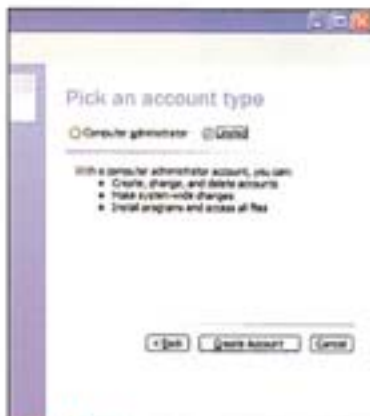 Pick an account type
Computer administrator Limited
With a computer administrator account, you can:
• Create, change, and delete accounts
• Make system-wide changes
• Install programs and access all files
< Back Create Account Cancel